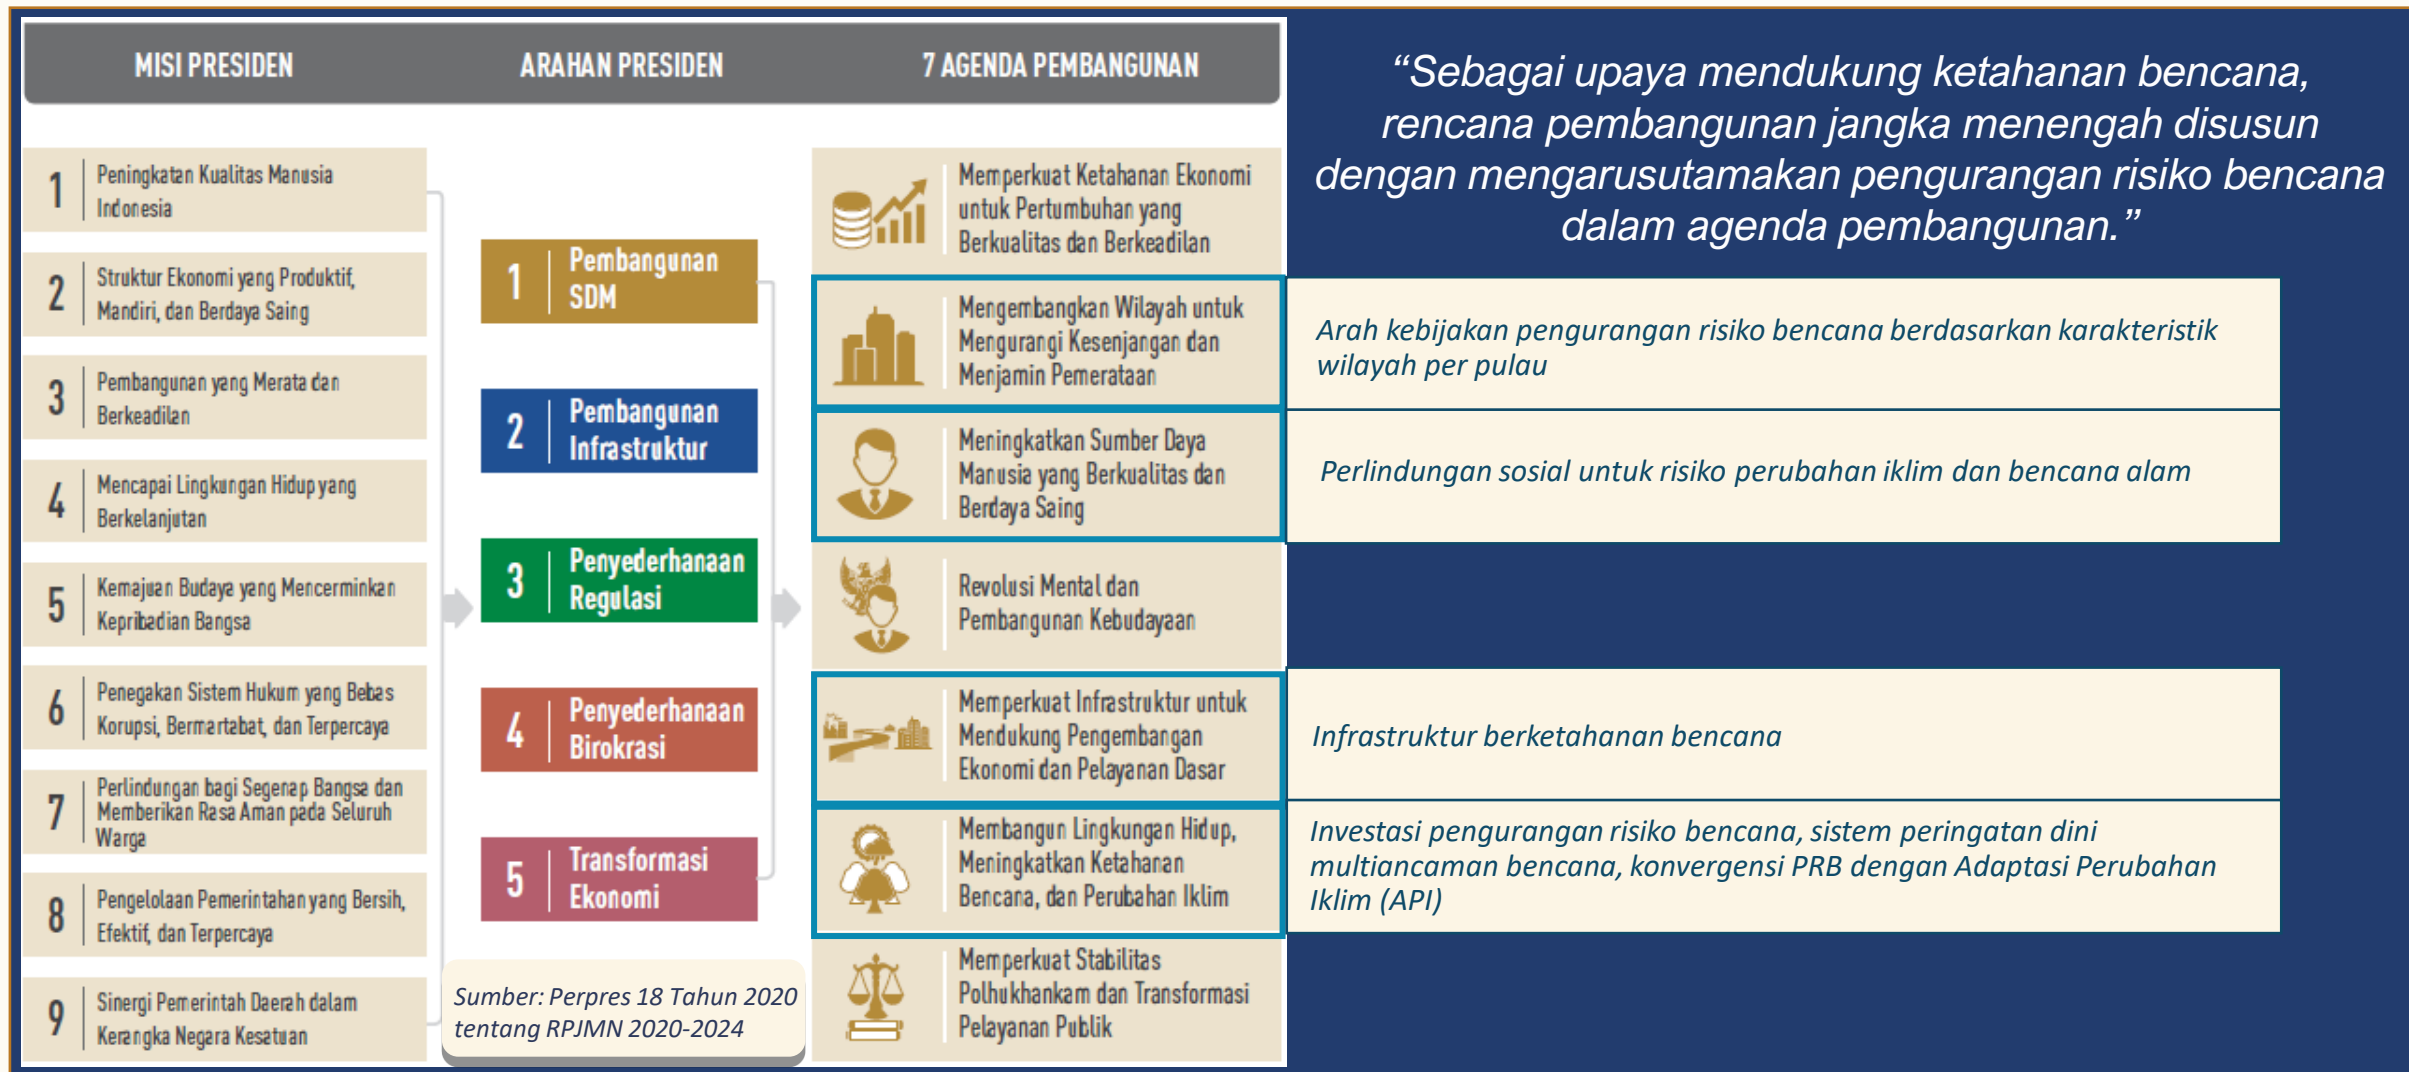 MISI PRESIDEN
1
Peningkatan Kualitas Manusia
Indonesia
2
Struktur Ekonomi yang Produktif,
Mandiri, dan Berdaya Saing
3
Pembangunan yang Merata dan
Berkeadilan
4
Mencapai Lingkungan Hidup yang
Berkelanjutan
5
Kemajuan Budaya yang Mencerminkan
Kepribadian Bangsa
6
Penegakan Sistem Hukum yang Bebas
Korupsi, Bermartabat, dan Terpercaya
7
Perlindungan bagi Segenap Bangsa dan
Memberikan Rasa Aman pada Seluruh
Warga
8
Pengelolaan Pemerintahan yang Bersih,
Efektif, dan Terpercaya
9
Sinergi Pemerintah Daerah dalam
Kerangka Negara Kesatuan
ARAHAN PRESIDEN
1
Pembangunan
SDM
2
Pembangunan
Infrastruktur
3
Penyederhanaan
Regulasi
4
Penyederhanaan
Birokrasi
5
Transformasi
Ekonomi
Sumber: Perpres 18 Tahun 2020
tentang RPJMN 2020-2024
7 AGENDA PEMBANGUNAN
Memperkuat Ketahanan Ekonomi
untuk Pertumbuhan yang
Berkualitas dan Berkeadilan
Mengembangkan Wilayah untuk
Mengurangi Kesenjangan dan
Menjamin Pemerataan
Meningkatkan Sumber Daya
Manusia yang Berkualitas dan
Berdaya Saing
Revolusi Mental dan
Pembangunan Kebudayaan
Memperkuat Infrastruktur untuk
Mendukung Pengembangan
Ekonomi dan Pelayanan Dasar
Membangun Lingkungan Hidup,
Meningkatkan Ketahanan
Bencana, dan Perubahan Iklim
Memperkuat Stabilitas
Polhukhankam dan Transformasi
Pelayanan Publik
“Sebagai upaya mendukung ketahanan bencana,
rencana pembangunan jangka menengah disusun
dengan mengarusutamakan pengurangan risiko bencana
dalam agenda pembangunan.”
Arah kebijakan pengurangan risiko bencana berdasarkan karakteristik
wilayah per pulau
Perlindungan sosial untuk risiko perubahan iklim dan bencana alam
Infrastruktur berketahanan bencana
Investasi pengurangan risiko bencana, sistem peringatan dini
multiancaman bencana, konvergensi PRB dengan Adaptasi Perubahan
Iklim (API)